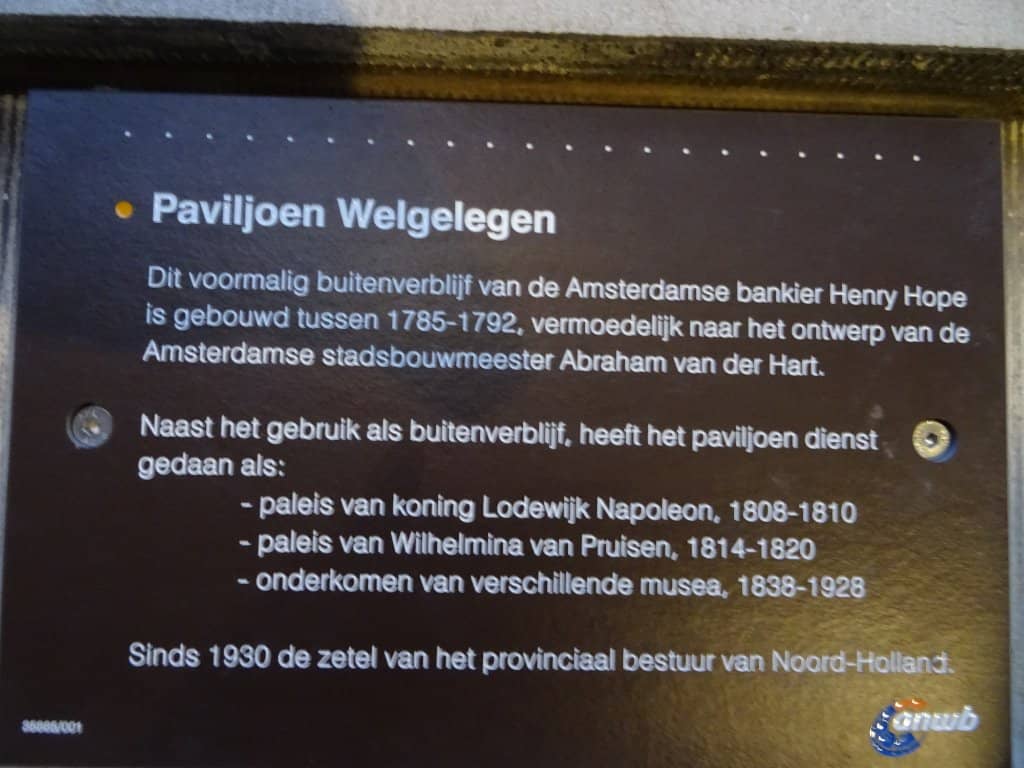 Paviljoen Welgelegen
Dit voormalig buitenverblijf van de Amsterdamse bankier Henry Hope
is gebouwd tussen 1785-1792, vermoedelijk naar het ontwerp van de
Amsterdamse stadsbouwmeester Abraham van der Hart.
Naast het gebruik als buitenverblijf, heeft het paviljoen dienst
gedaan als:
- paleis van koning Lodewijk Napoleon, 1808-1810
- paleis van Wilhelmina van Pruisen, 1814-1820
- onderkomen van verschillende musea, 1838-1928
Sinds 1930 de zetel van het provinciaal bestuur van Noord-Holland.
anwb